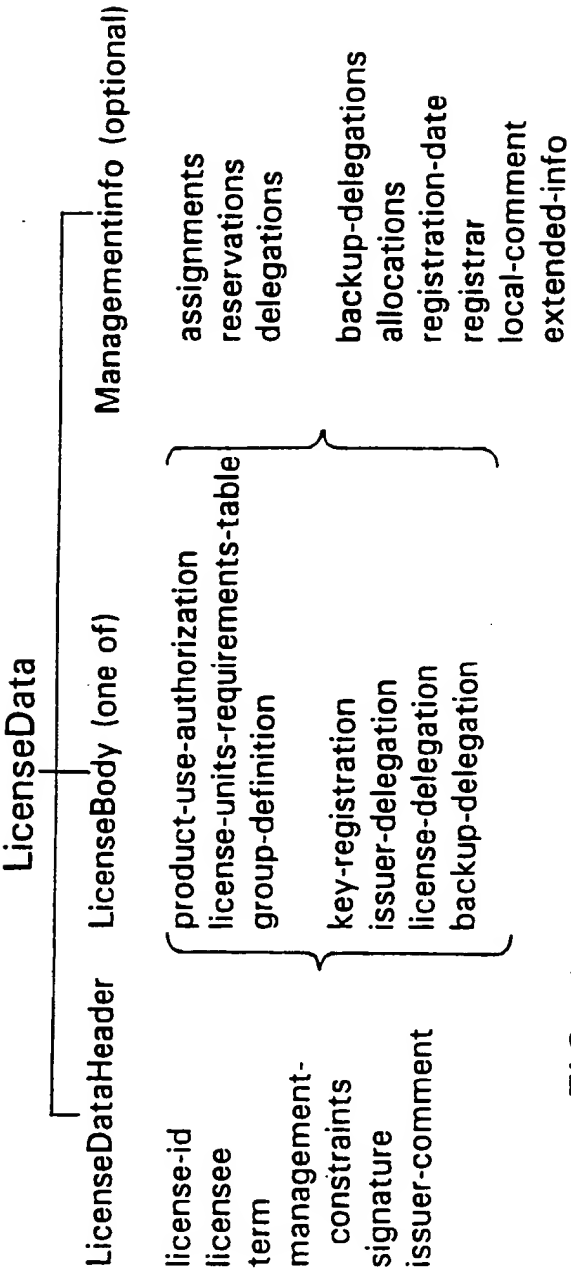 LicenseData
LicenseDataHeader
LicenseBody (one of)
Managementinfo (optional)
license-id
licensee
term
management-
constraints
signature
issuer-comment
product-use-authorization
license-units-requirements-table
group-definition
key-registration
issuer-delegation
license-delegation
backup-delegation
assignments
reservations
delegations
backup-delegations
allocations
registration-date
registrar
local-comment
extended-info